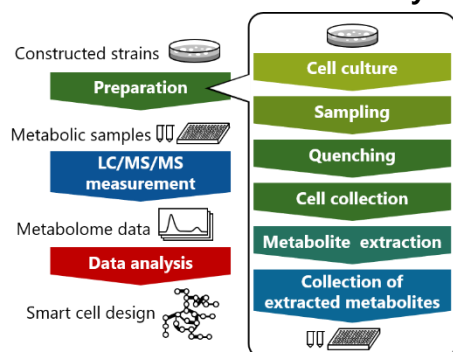 Constructed strains
Preparation
Metabolic samples
LC/MS/MS
measurement
Metabolome data
Data analysis
Smart cell design
Cell culture
Sampling
Quenching
Cell collection
Metabolite extraction
Collection of
extracted metabolites